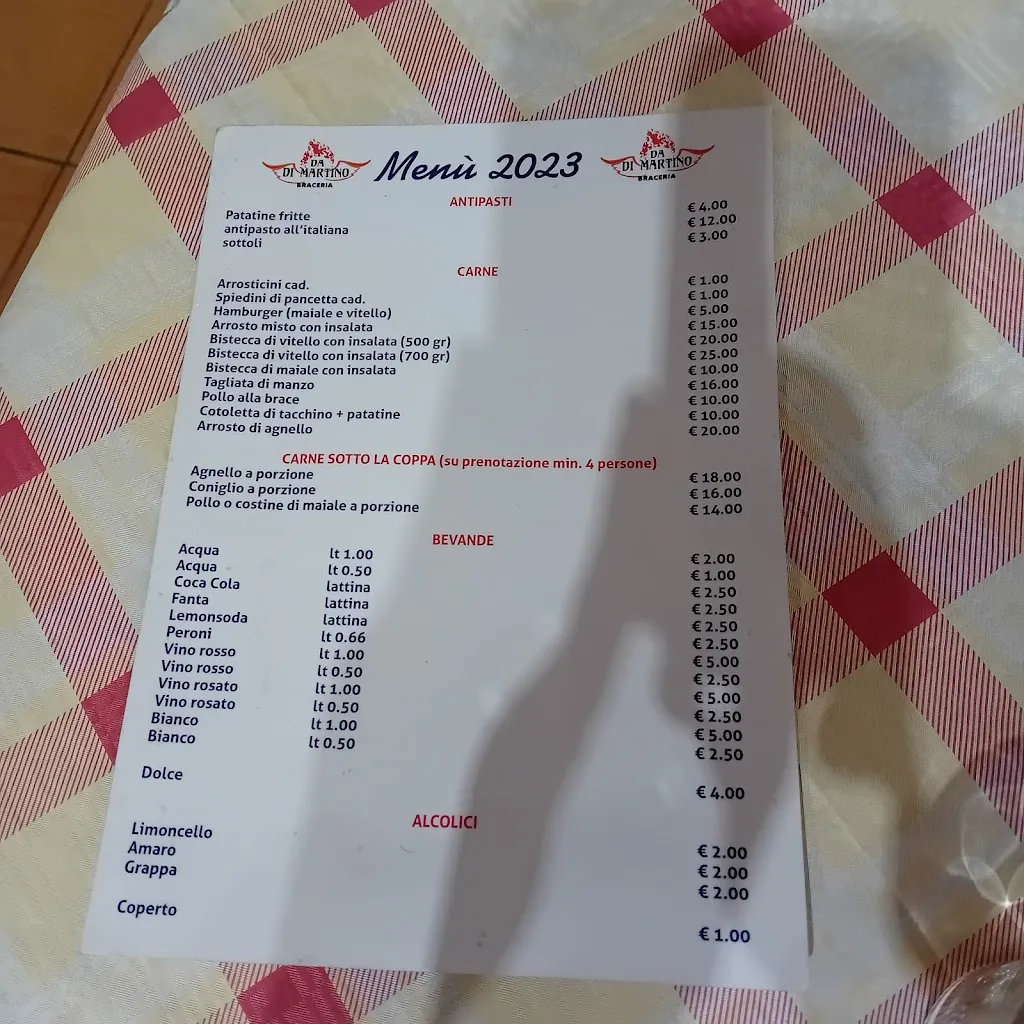 DA DI MARTINO BRACERIA
Menù 2023
DA DI MARTINO BRACERIA
ANTIPASTI
Patatine fritte € 4.00
antipasto all'italiana € 12.00
sottoli € 3.00
CARNE
Arrosticini cad. € 1.00
Spiedini di pancetta cad. € 1.00
Hamburger (maiale e vitello) € 5.00
Arrosto misto con insalata € 15.00
Bistecca di vitello con insalata (500 gr) € 20.00
Bistecca di vitello con insalata (700 gr) € 25.00
Bistecca di maiale con insalata € 10.00
Tagliata di manzo € 16.00
Pollo alla brace € 10.00
Cotoletta di tacchino + patatine € 10.00
Arrosto di agnello € 20.00
CARNE SOTTO LA COPPA (su prenotazione min. 4 persone)
Agnello a porzione € 18.00
Coniglio a porzione € 16.00
Pollo o costine di maiale a porzione € 14.00
BEVANDE
Acqua lt 1.00 € 2.00
Acqua lt 0.50 € 1.00
Coca Cola lattina € 2.50
Fanta lattina € 2.50
Lemonsoda lattina € 2.50
Peroni lt 0.66 € 2.50
Vino rosso lt 1.00 € 5.00
Vino rosso lt 0.50 € 2.50
Vino rosato lt 1.00 € 5.00
Vino rosato lt 0.50 € 2.50
Bianco lt 1.00 € 5.00
Bianco lt 0.50 € 2.50
Dolce € 4.00
ALCOLICI
Limoncello € 2.00
Amaro € 2.00
Grappa € 2.00
Coperto € 1.00